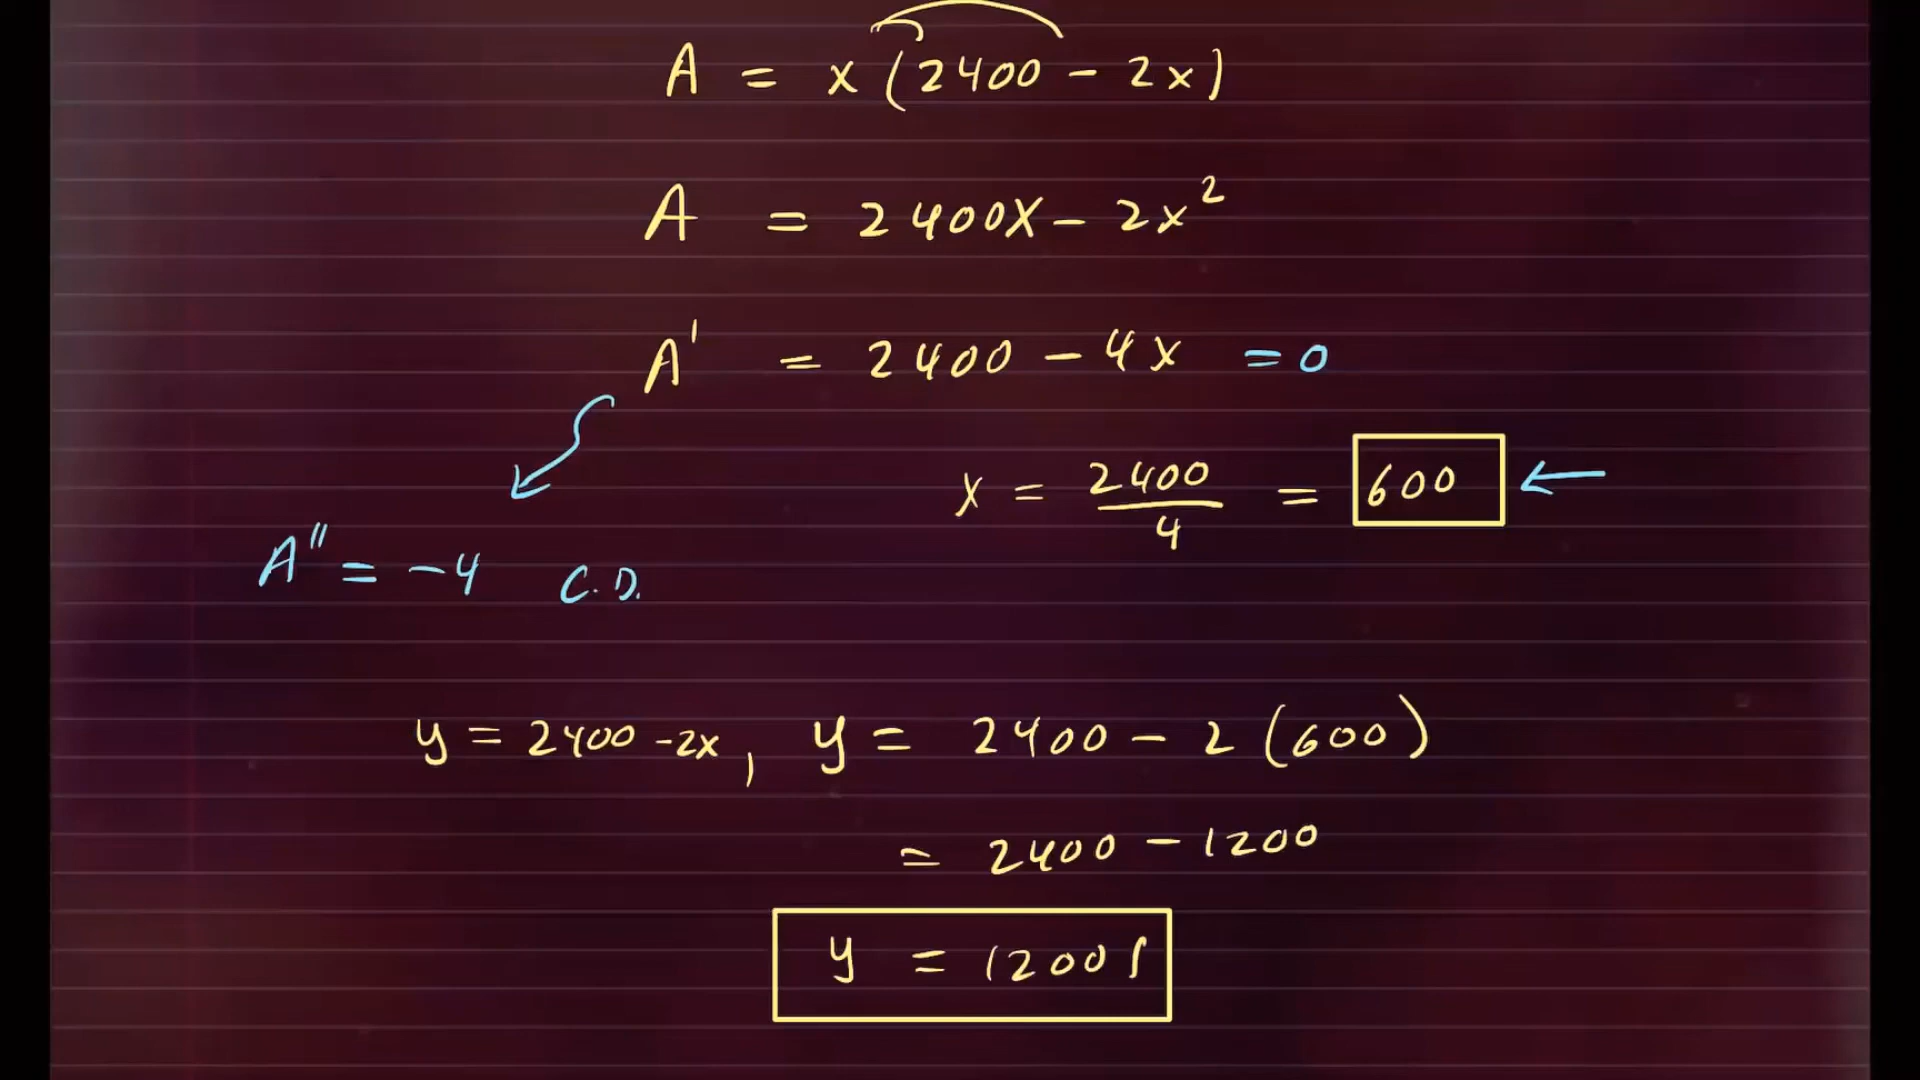 A = x(2400 - 2x)
A = 2400x - 2x²
A' = 2400 - 4x = 0
x = 2400/4 = 600
A'' = -4 C.D.
y = 2400 - 2x, y = 2400 - 2(600)
= 2400 - 1200
y = 1200